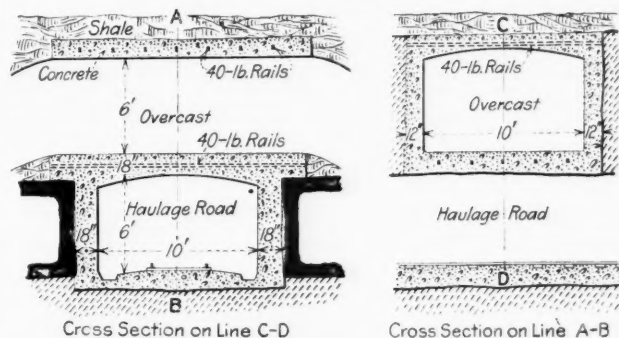 A
Shale
Concrete
40-lb. Rails
6'
Overcast
40-lb. Rails
18"
Haulage Road
6'
18"
10'
18"
B
Cross Section on Line C-D
C
40-lb. Rails
Overcast
12"
10'
12"
Haulage Road
D
Cross Section on Line A-B